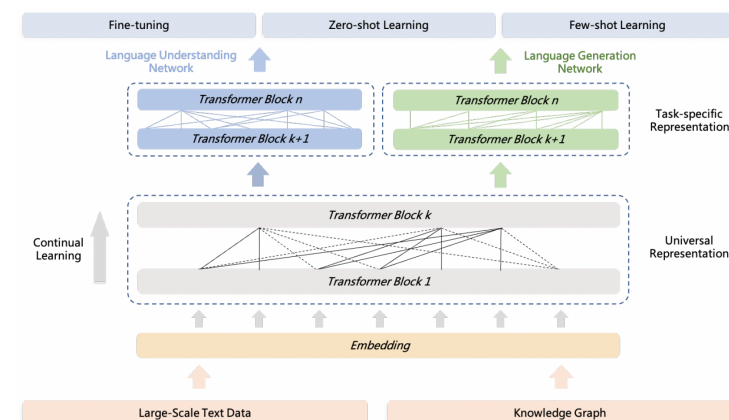 Fine-tuning
Zero-shot Learning
Few-shot Learning
Language Understanding
Network
Language Generation
Network
Transformer Block n
Transformer Block n
Task-specific
Representation
Transformer Block k+1
Transformer Block k+1
Transformer Block k
Continual
Learning
Universal
Representation
Transformer Block 1
Embedding
Large-Scale Text Data
Knowledge Graph